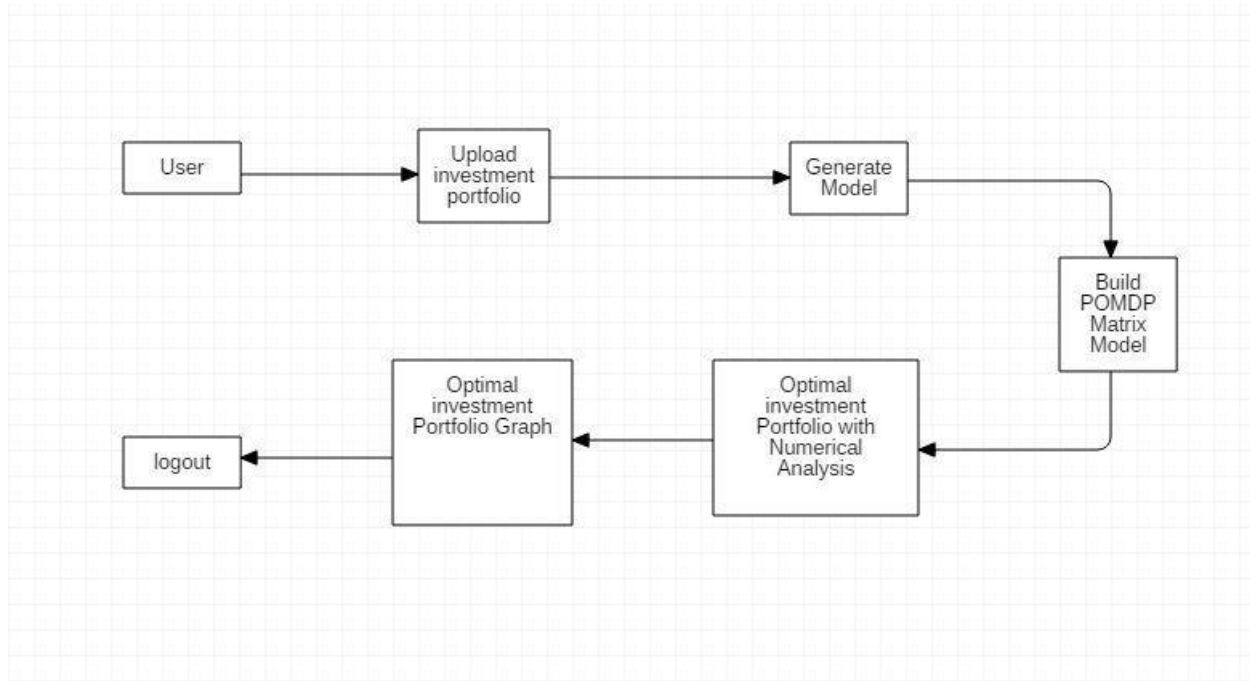 User
Upload
investment
portfolio
Generate
Model
Build
POMDP
Matrix
Model
Optimal
investment
Portfolio with
Numerical
Analysis
Optimal
investment
Portfolio Graph
logout